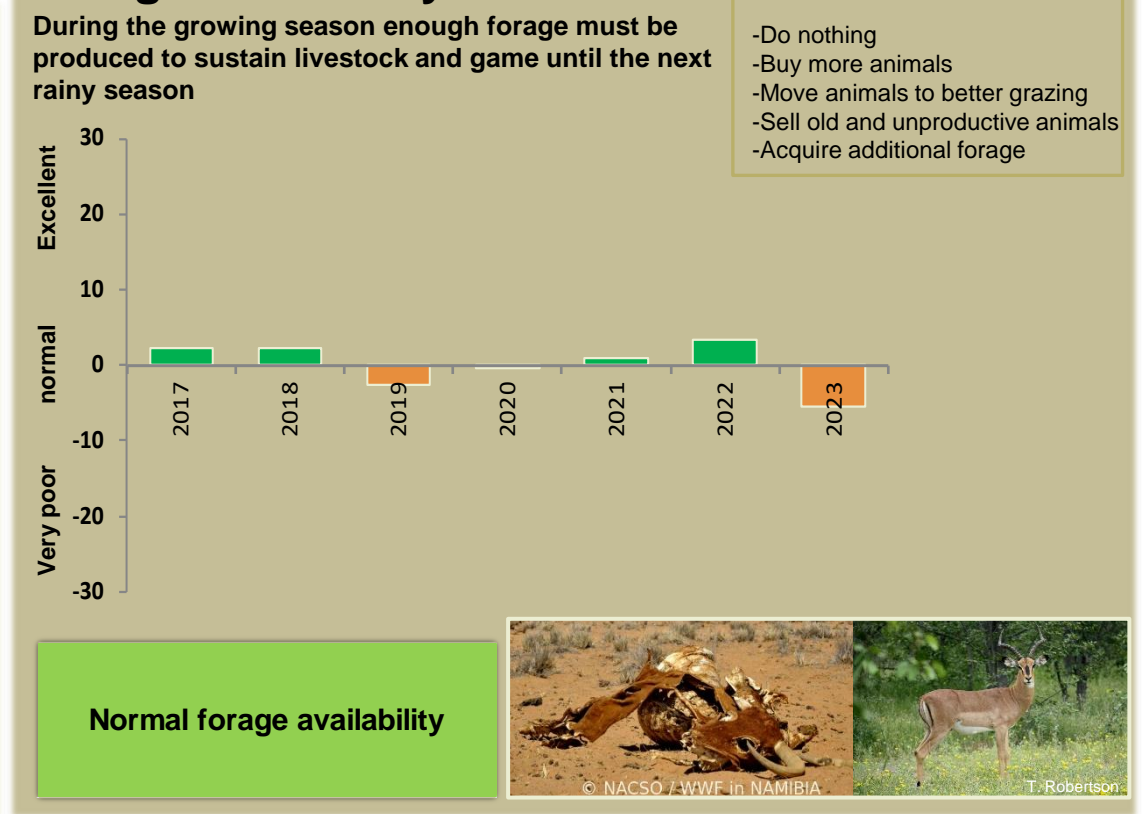 During the growing season enough forage must be
produced to sustain livestock and game until the next
rainy season
-Do nothing
-Buy more animals
-Move animals to better grazing
-Sell old and unproductive animals
-Acquire additional forage
Excellent
normal
Very poor
30
20
10
0
-10
-20
-30
2017
2018
2019
2020
2021
2022
2023
Normal forage availability
© NACSO / WWF in NAMIBIA
T. Robertson